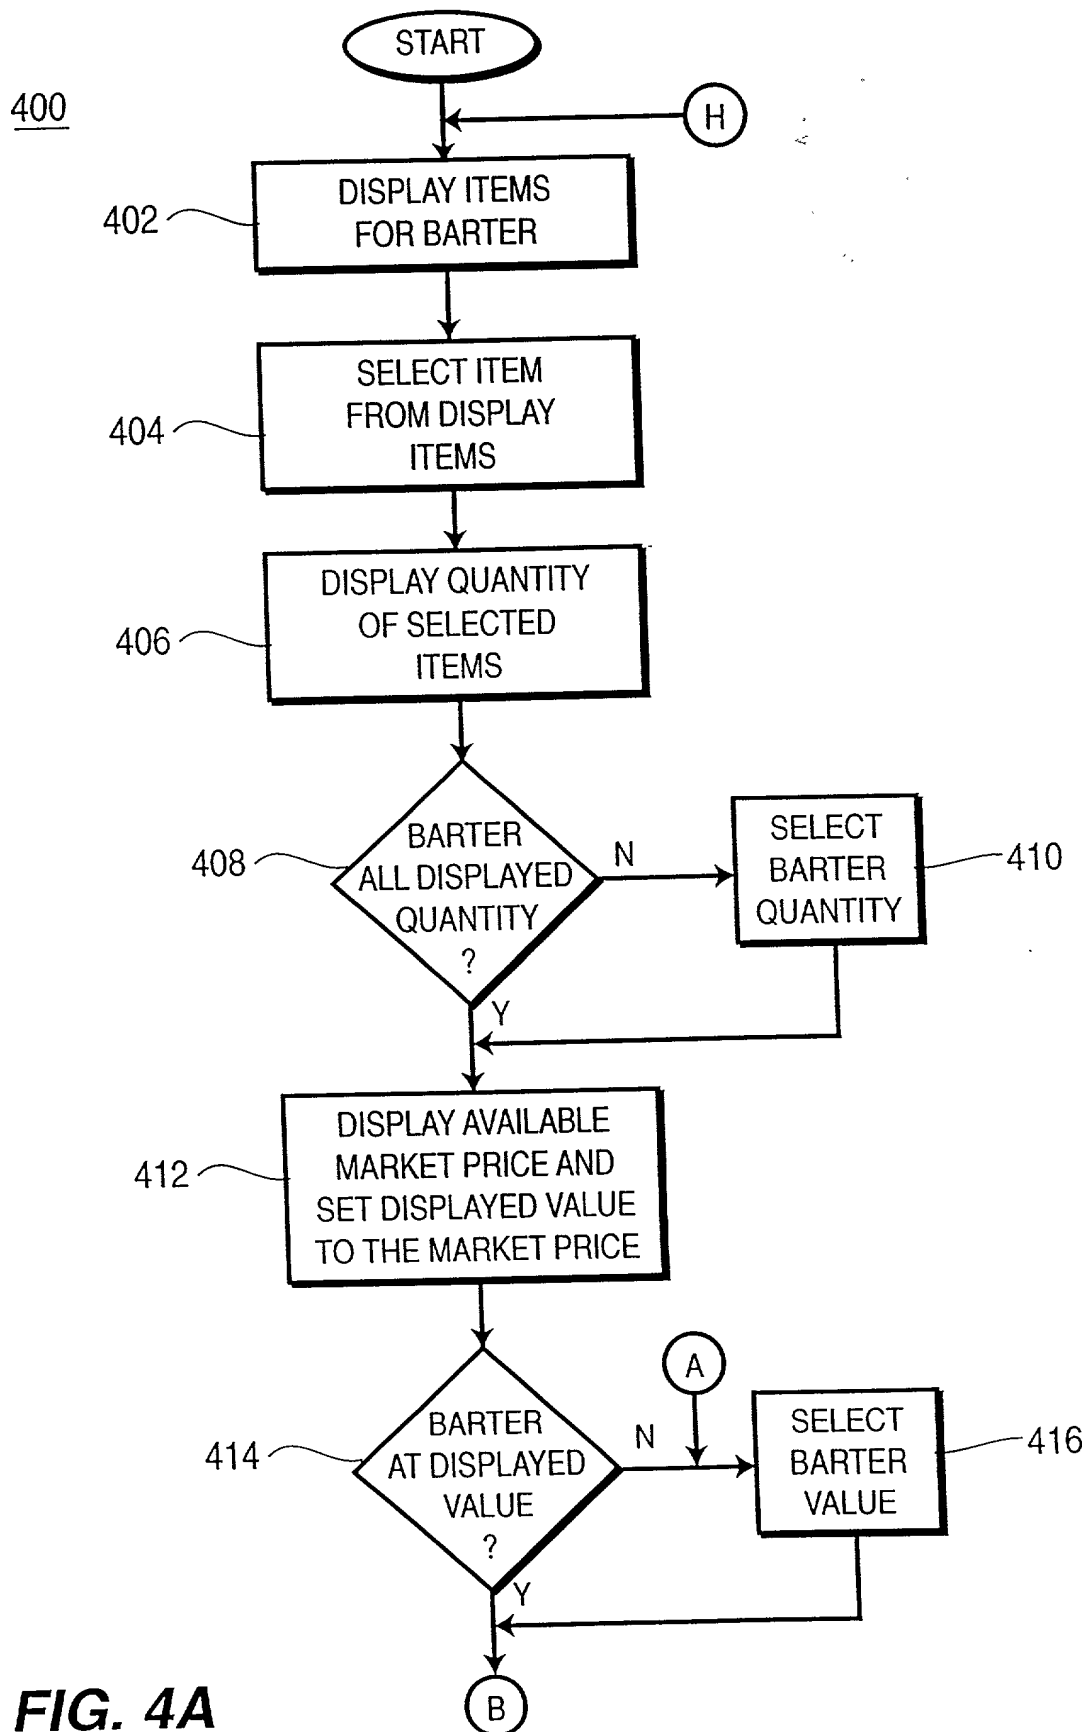 START
400
H
DISPLAY ITEMS
FOR BARTER
402
SELECT ITEM
FROM DISPLAY
ITEMS
404
DISPLAY QUANTITY
OF SELECTED
ITEMS
406
BARTER
ALL DISPLAYED
QUANTITY
?
408
N
SELECT
BARTER
QUANTITY
410
Y
DISPLAY AVAILABLE
MARKET PRICE AND
SET DISPLAYED VALUE
TO THE MARKET PRICE
412
A
BARTER
AT DISPLAYED
VALUE
?
414
N
SELECT
BARTER
VALUE
416
Y
B
FIG. 4A